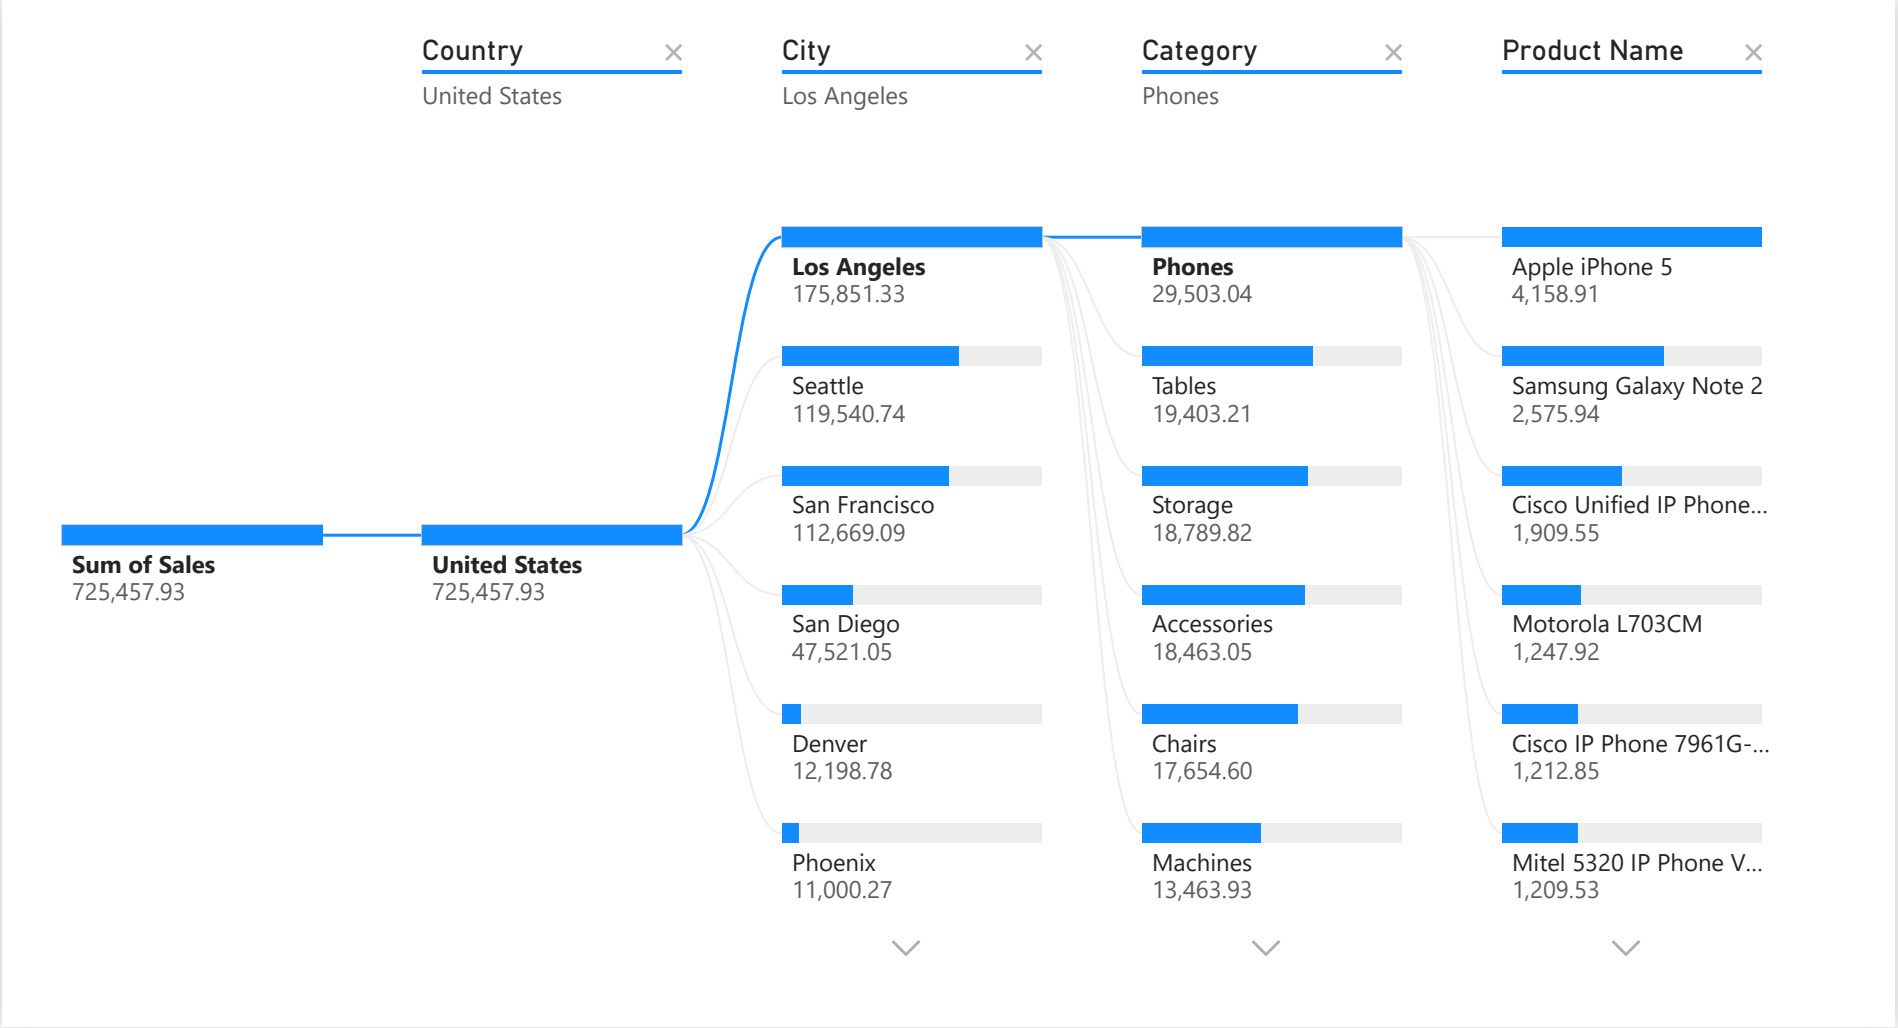 Country
United States
City
Los Angeles
Category
Phones
Product Name
Sum of Sales
725,457.93
United States
725,457.93
Los Angeles
175,851.33
Seattle
119,540.74
San Francisco
112,669.09
San Diego
47,521.05
Denver
12,198.78
Phoenix
11,000.27
Phones
29,503.04
Tables
19,403.21
Storage
18,789.82
Accessories
18,463.05
Chairs
17,654.60
Machines
13,463.93
Apple iPhone 5
4,158.91
Samsung Galaxy Note 2
2,575.94
Cisco Unified IP Phone...
1,909.55
Motorola L703CM
1,247.92
Cisco IP Phone 7961G-...
1,212.85
Mitel 5320 IP Phone V...
1,209.53